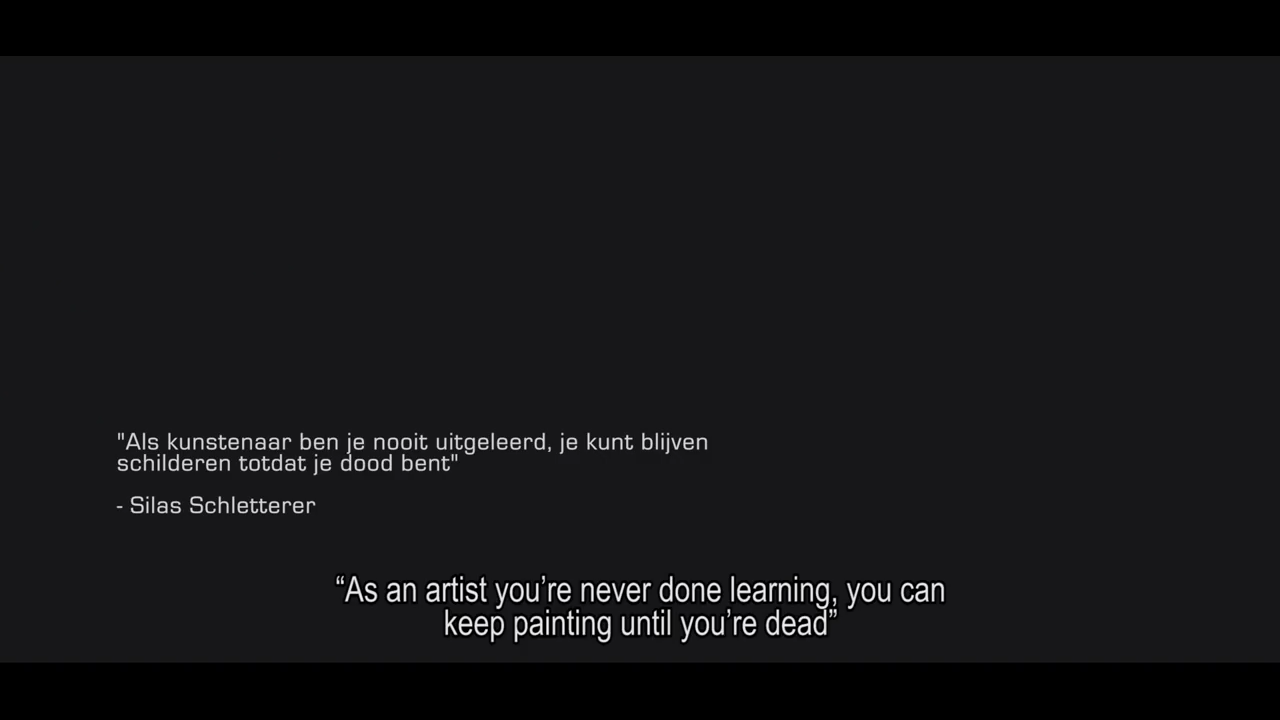 "Als kunstenaar ben je nooit uitgeleerd, je kunt blijven
schilderen totdat je dood bent"
- Silas Schletterer
“As an artist you’re never done learning, you can
keep painting until you’re dead”